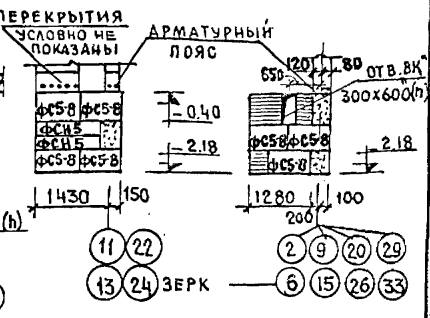 ПЕРЕКРЫТИЯ
УСЛОВНО НЕ
ПОКАЗАНЫ
АРМАТУРНЫЙ
ПОЯС
120 80
650
ОТВ. ВК"
300х600"(h)
ФС5-8 ФС5-8
ФСН5
ФСН5
ФС5-8 ФС5-8
-0.40
-2.18
ФС5-8 ФС5-8
ФС5-8
-2.18
1430 150
1280 100
200
(h)
11 22
13 24 ЗЕРК
2 9 20 29
6 15 26 33